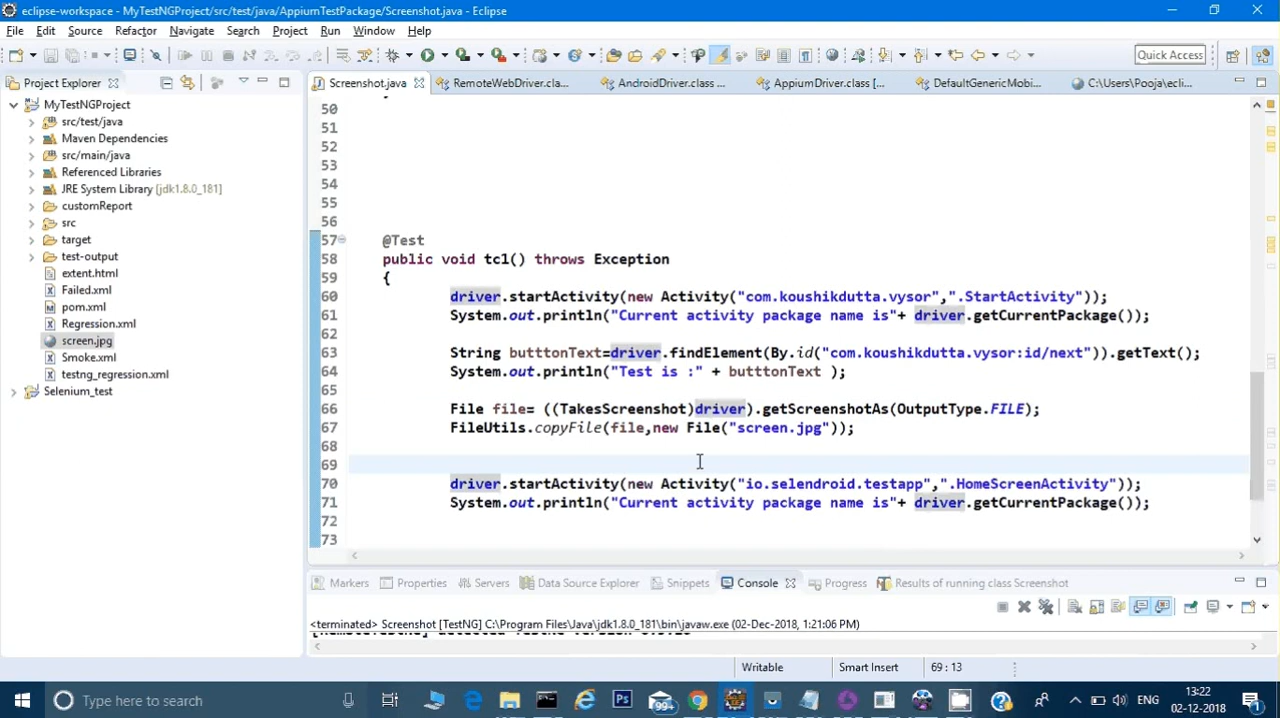 eclipse-workspace - MyTestNGProject/src/test/java/AppiumTestPackage/Screenshot.java - Eclipse
File Edit Source Refactor Navigate Search Project Run Window Help
Quick Access
Project Explorer
MyTestNGProject
src/test/java
Maven Dependencies
src/main/java
Referenced Libraries
JRE System Library [jdk1.8.0_181]
customReport
src
target
test-output
extent.html
Failed.xml
pom.xml
Regression.xml
screen.jpg
Smoke.xml
testng_regression.xml
Selenium_test
Screenshot.java RemoteWebDriver.cla... AndroidDriver.class ... AppiumDriver.class [... DefaultGenericMobi... C:\Users\Pooja\ecli...
50
51
52
53
54
55
56
57 @Test
58 public void tc1() throws Exception
59 {
60 driver.startActivity(new Activity("com.koushikdutta.vysor",".StartActivity"));
61 System.out.println("Current activity package name is"+ driver.getCurrentPackage());
62
63 String butttonText=driver.findElement(By.id("com.koushikdutta.vysor:id/next")).getText();
64 System.out.println("Test is :" + butttonText );
65
66 File file= ((TakesScreenshot)driver).getScreenshotAs(OutputType.FILE);
67 FileUtils.copyFile(file,new File("screen.jpg"));
68
69
70 driver.startActivity(new Activity("io.selendroid.testapp",".HomeScreenActivity"));
71 System.out.println("Current activity package name is"+ driver.getCurrentPackage());
72
73
Markers Properties Servers Data Source Explorer Snippets Console Progress Results of running class Screenshot
<terminated> Screenshot [TestNG] C:\Program Files\Java\jdk1.8.0_181\bin\javaw.exe (02-Dec-2018, 1:21:06 PM)
Writable Smart Insert 69 : 13
Type here to search
99+
ENG
13:22
02-12-2018